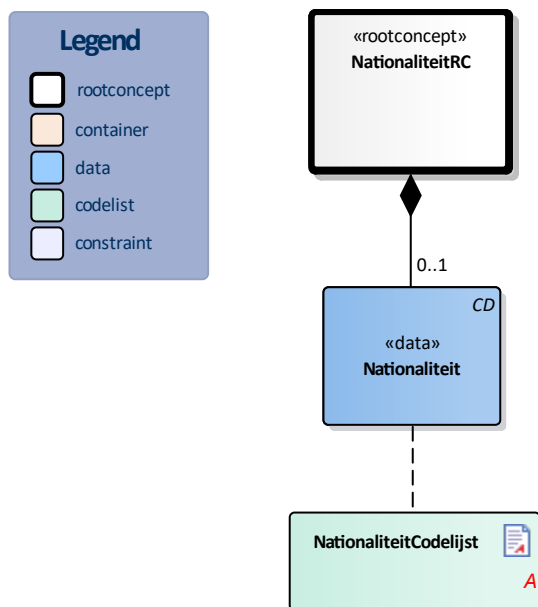 Legend
rootconcept
container
data
codelist
constraint
«rootconcept»
NationaliteitRC
0..1
CD
«data»
Nationaliteit
NationaliteitCodelijst
A